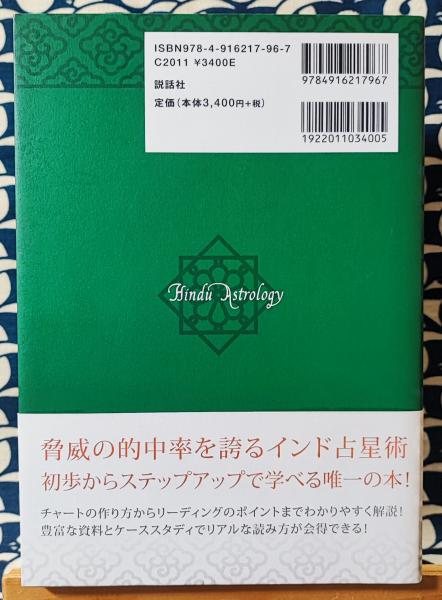 ISBN978-4-916217-96-7
C2011 ¥3400E
説話社
定価(本体3,400円+税)
9784916217967
1922011034005
Hindu Astrology
脅威の的中率を誇るインド占星術
初歩からステップアップで学べる唯一の本!
チャートの作り方からリーディングのポイントまでわかりやすく解説!
豊富な資料とケーススタディでリアルな読み方が会得できる!